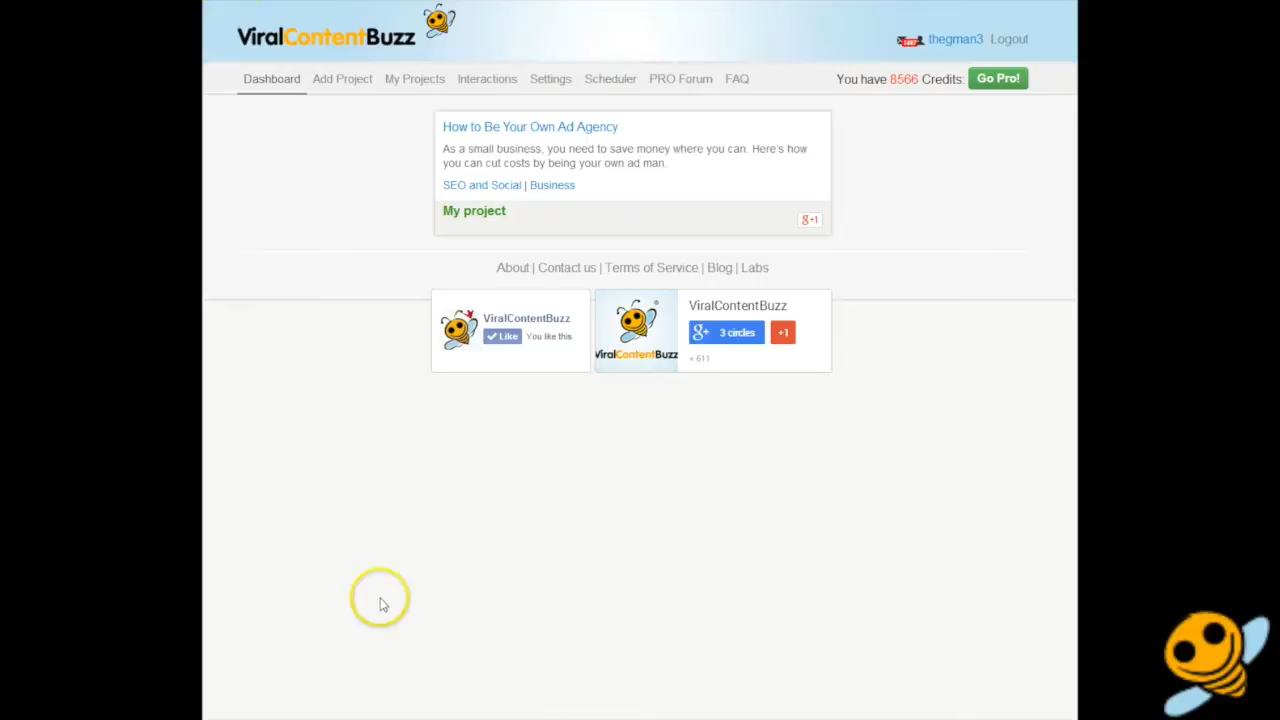 ViralContentBuzz
thegman3 Logout
Dashboard Add Project My Projects Interactions Settings Scheduler PRO Forum FAQ You have 8566 Credits: Go Pro!
How to Be Your Own Ad Agency
As a small business, you need to save money where you can. Here's how
you can cut costs by being your own ad man.
SEO and Social | Business
My project
g+1
About | Contact us | Terms of Service | Blog | Labs
ViralContentBuzz
Like You like this
ViralContentBuzz
ViralContentBuzz
g+ 3 circles +1
+ 611